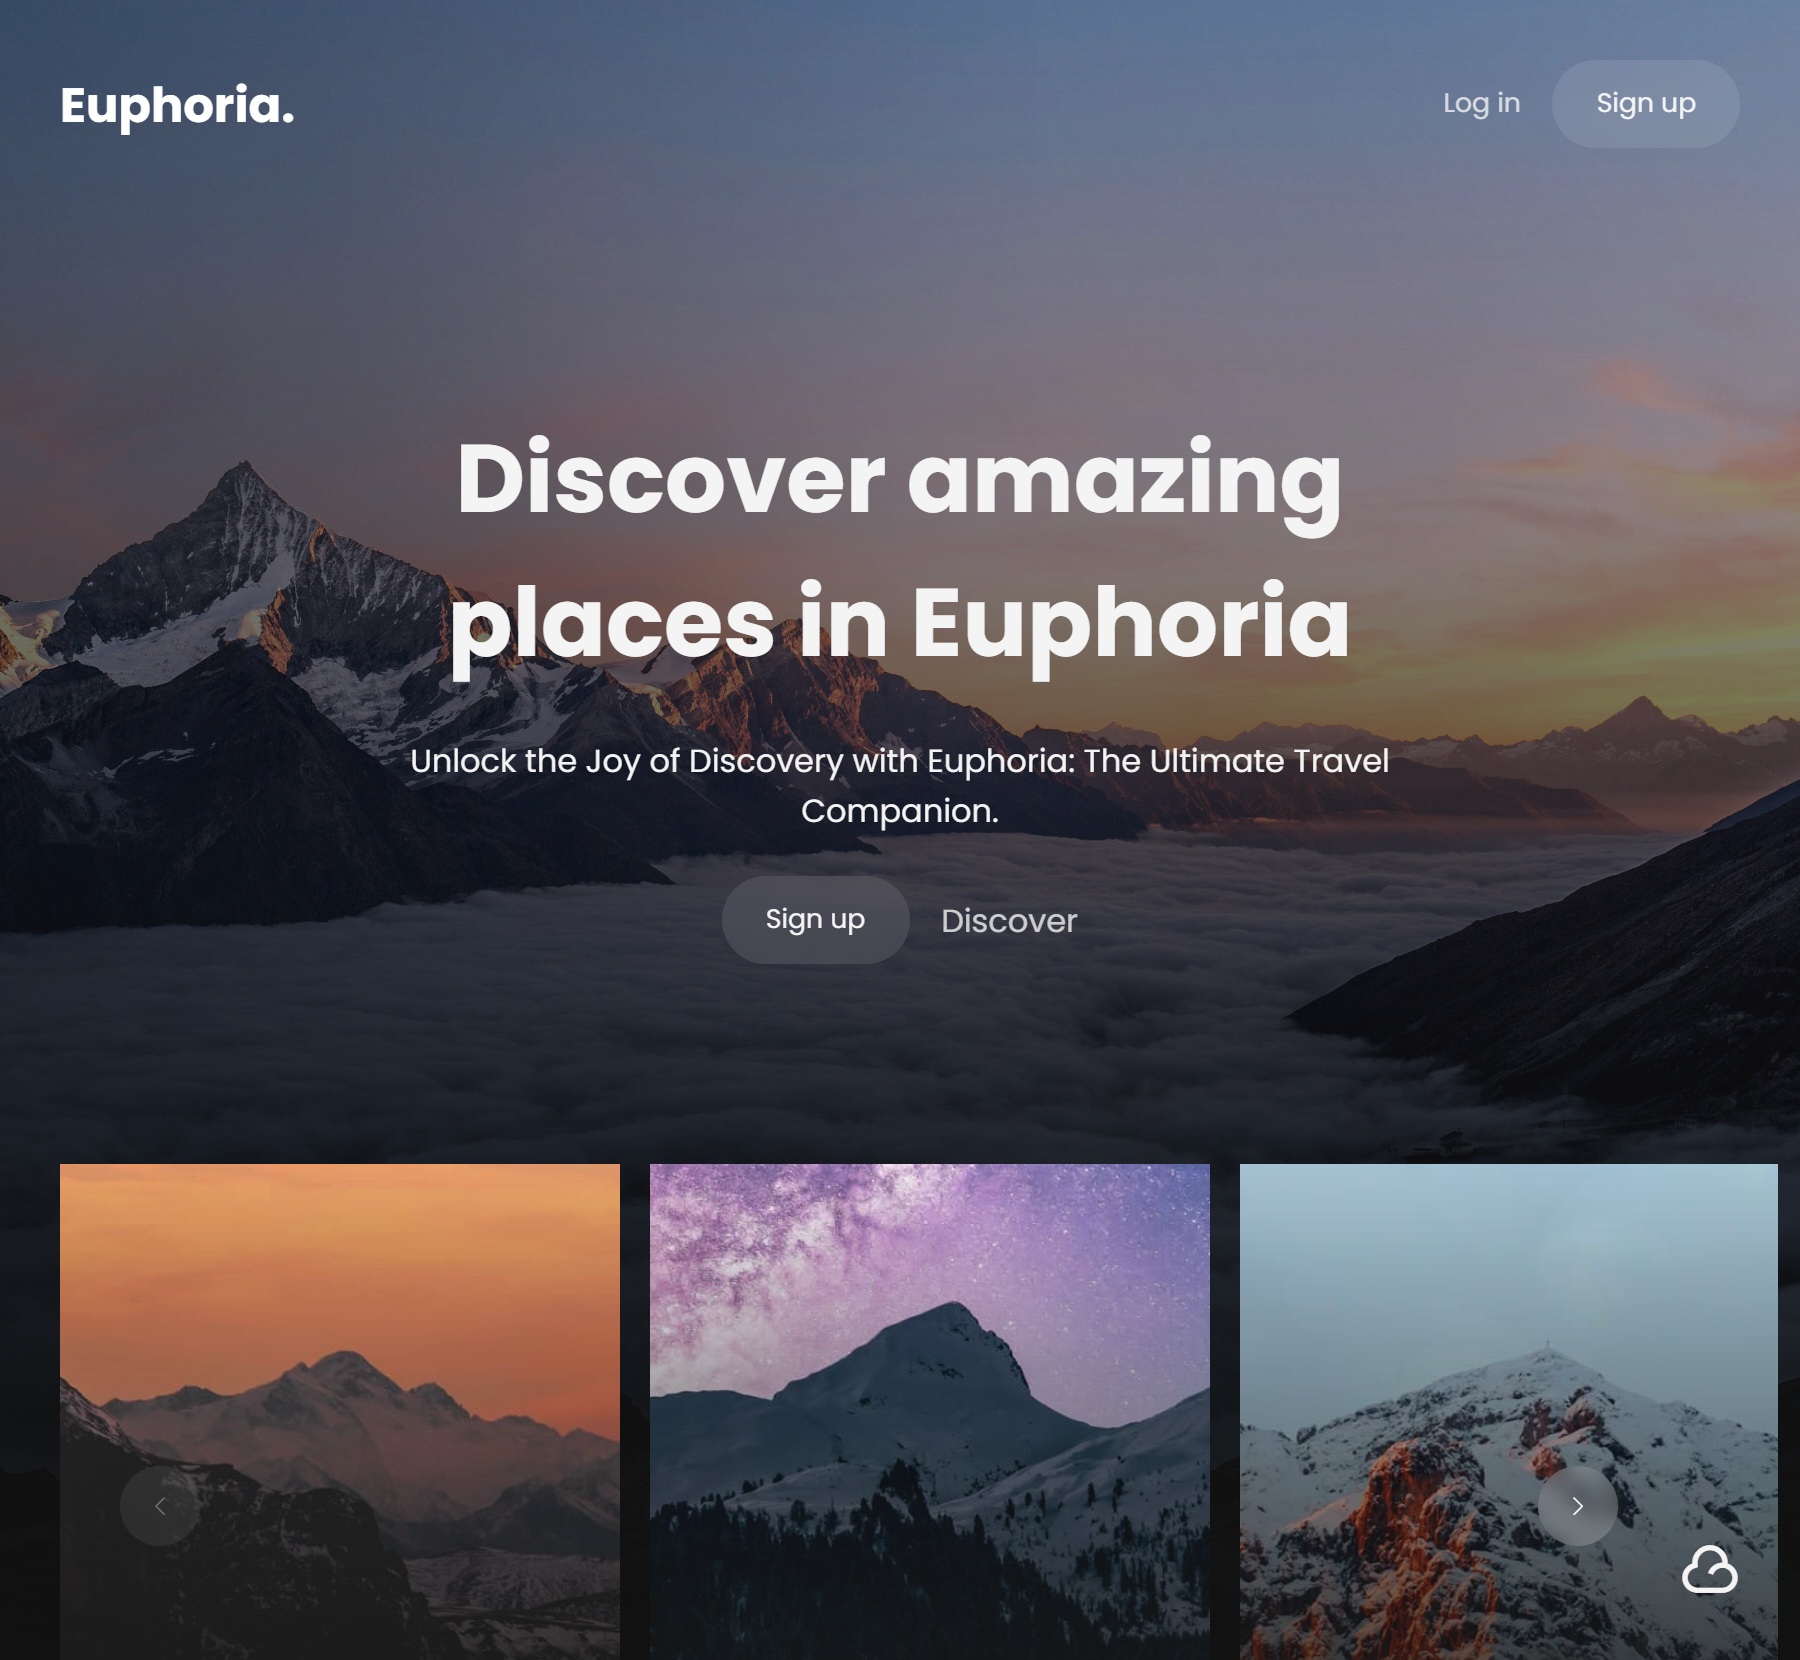 Euphoria.
Log in
Sign up
Discover amazing
places in Euphoria
Unlock the Joy of Discovery with Euphoria: The Ultimate Travel
Companion.
Sign up
Discover